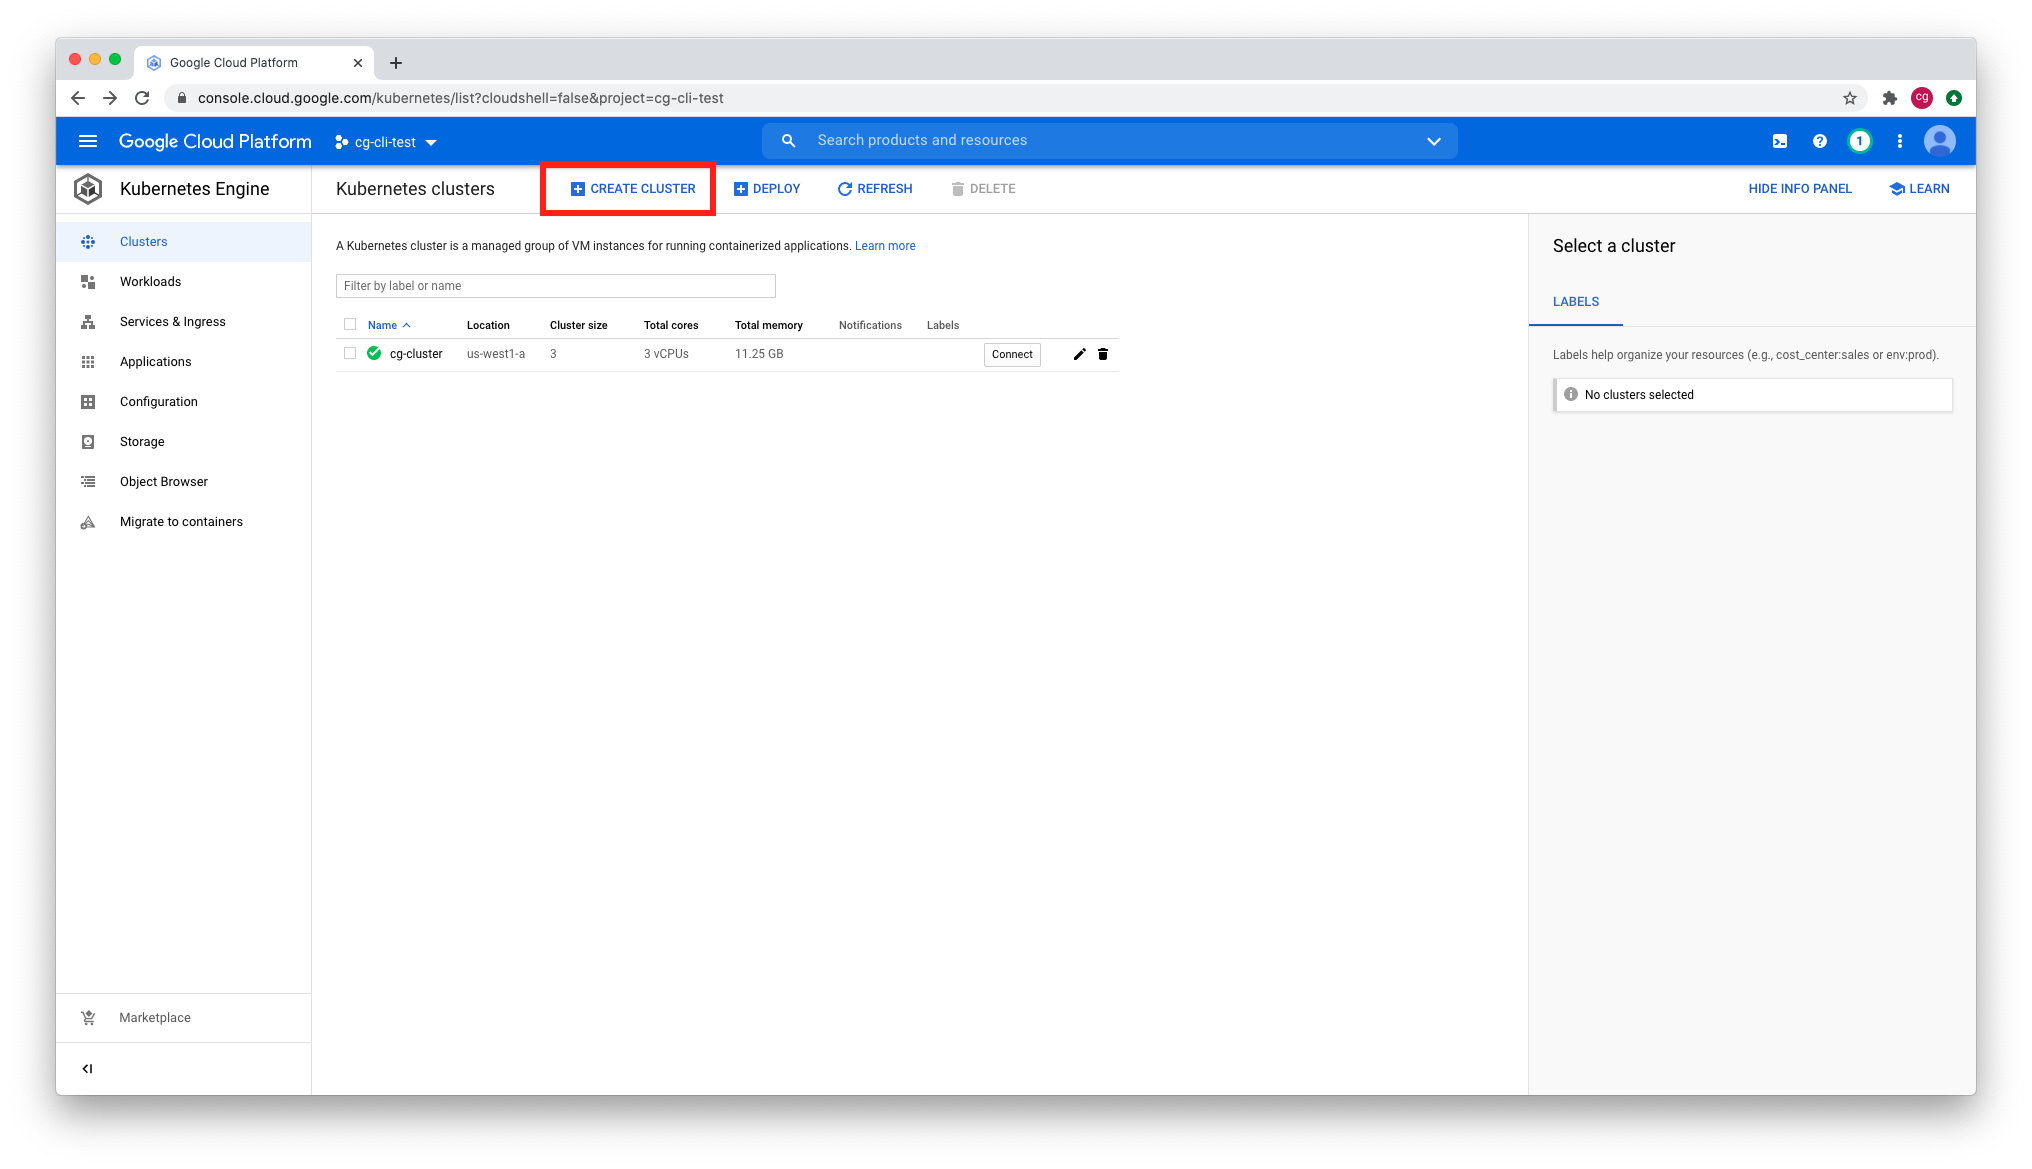 Google Cloud Platform
console.cloud.google.com/kubernetes/list?cloudshell=false&project=cg-cli-test
cg
Google Cloud Platform
cg-cli-test
Search products and resources
1
Kubernetes Engine
Kubernetes clusters
CREATE CLUSTER
DEPLOY
REFRESH
DELETE
HIDE INFO PANEL
LEARN
Clusters
Workloads
Services & Ingress
Applications
Configuration
Storage
Object Browser
Migrate to containers
Marketplace
A Kubernetes cluster is a managed group of VM instances for running containerized applications. Learn more
Filter by label or name
Name Location Cluster size Total cores Total memory Notifications Labels
cg-cluster us-west1-a 3 3 vCPUs 11.25 GB Connect
Select a cluster
LABELS
Labels help organize your resources (e.g., cost_center:sales or env:prod).
No clusters selected